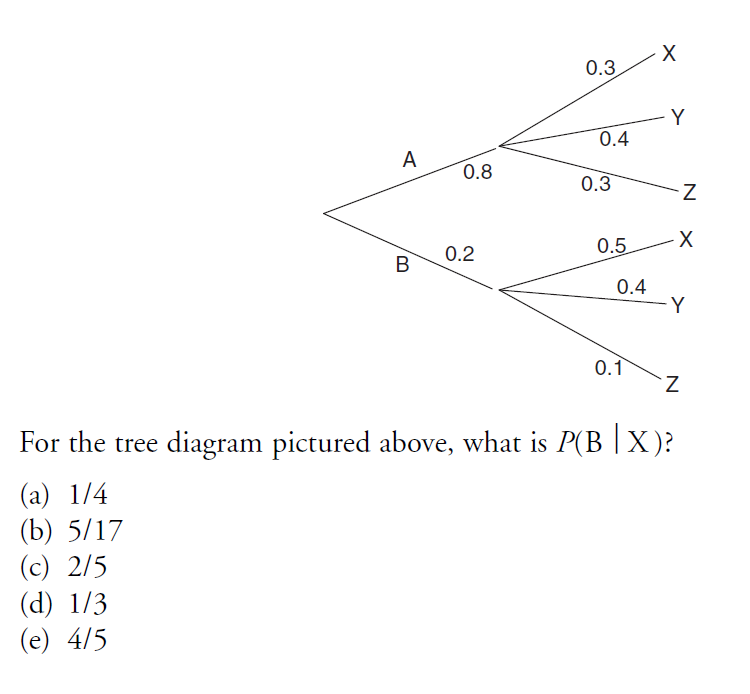 X
0.3
Y
0.4
A
0.8
0.3
Z
X
0.5
0.2
B
0.4
Y
0.1
Z
For the tree diagram pictured above, what is P(B | X)?
(a) 1/4
(b) 5/17
(c) 2/5
(d) 1/3
(e) 4/5